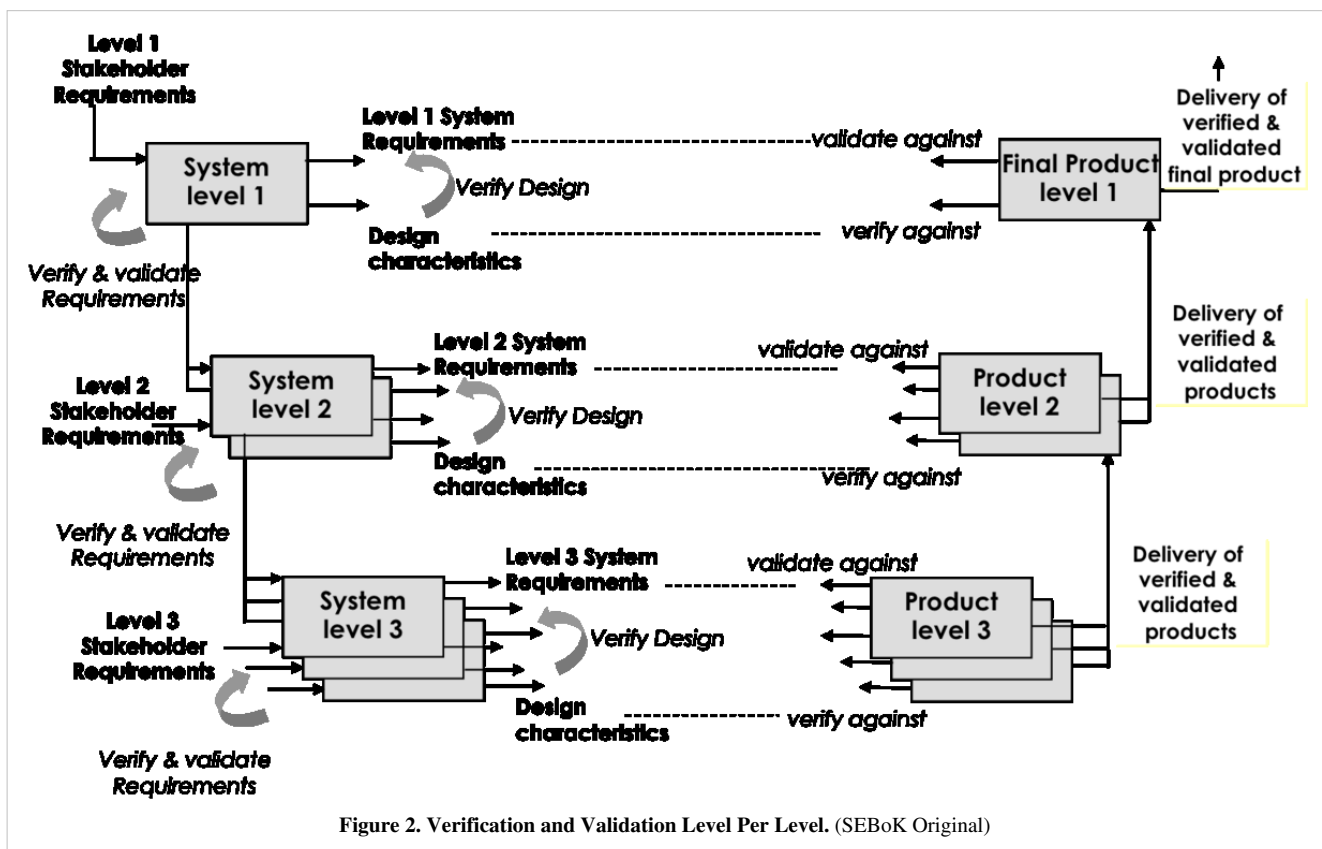 Level 1
Stakeholder
Requirements
System
level 1
Verify & validate
Requirements
Level 1 System
Requirements
Verify Design
Design
characteristics
validate against
verify against
Final Product
level 1
Delivery of
verified &
validated
final product
Level 2
Stakeholder
Requirements
System
level 2
Verify & validate
Requirements
Level 2 System
Requirements
Verify Design
Design
characteristics
validate against
verify against
Product
level 2
Delivery of
verified &
validated
products
Level 3
Stakeholder
Requirements
System
level 3
Verify & validate
Requirements
Level 3 System
Requirements
Verify Design
Design
characteristics
validate against
verify against
Product
level 3
Delivery of
verified &
validated
products
Figure 2. Verification and Validation Level Per Level. (SEBoK Original)